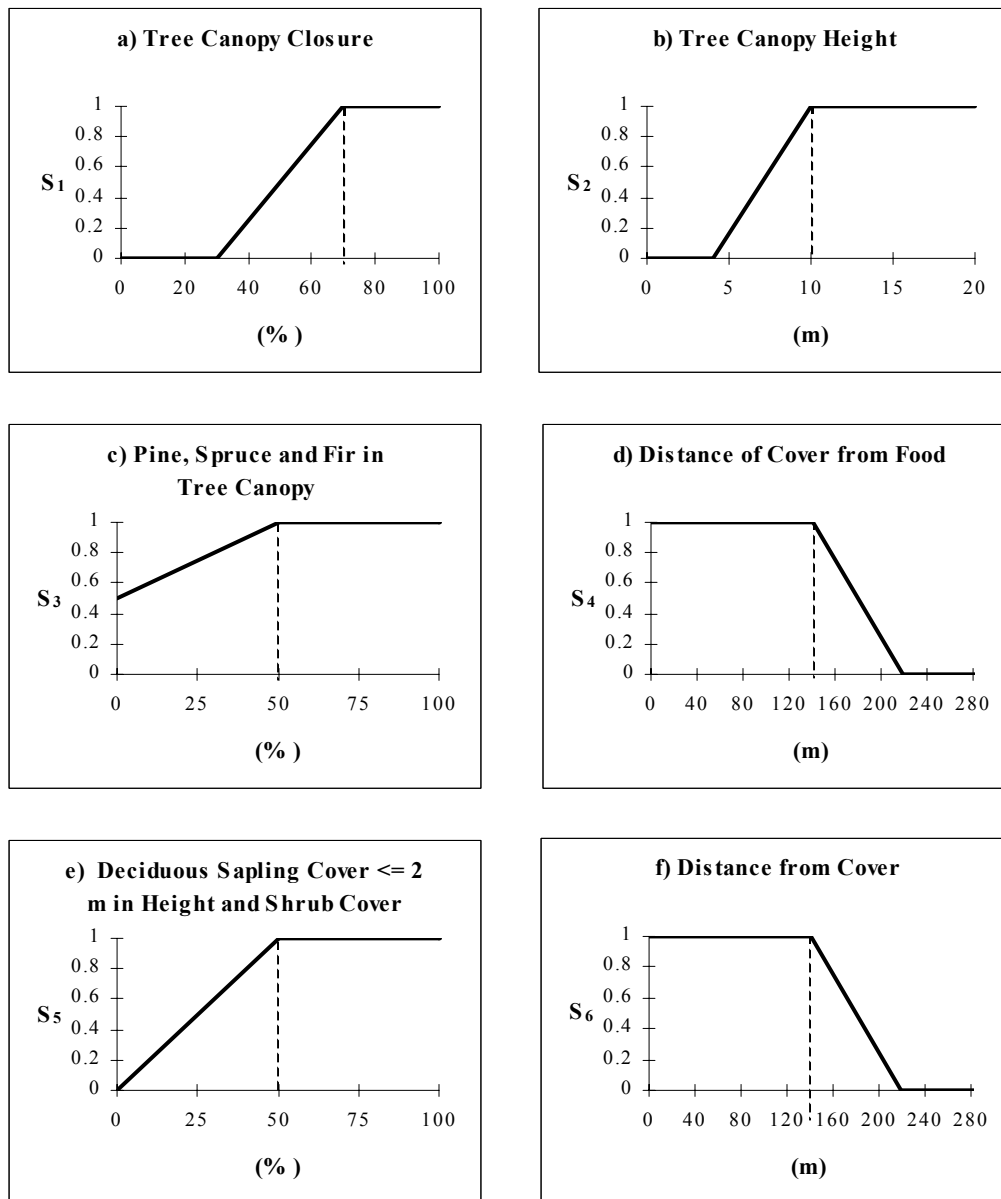 a) Tree Canopy Closure
1
0.8
0.6
S1
0.4
0.2
0
0 20 40 60 80 100
(% )
b) Tree Canopy Height
1
0.8
0.6
S2
0.4
0.2
0
0 5 10 15 20
(m)
c) Pine, Spruce and Fir in
Tree Canopy
1
0.8
0.6
S3
0.4
0.2
0
0 25 50 75 100
(% )
d) Distance of Cover from Food
1
0.8
0.6
S4
0.4
0.2
0
0 40 80 120 160 200 240 280
(m)
e) Deciduous Sapling Cover <= 2
m in Height and Shrub Cover
1
0.8
0.6
S5
0.4
0.2
0
0 25 50 75 100
(% )
f) Distance from Cover
1
0.8
0.6
S6
0.4
0.2
0
0 40 80 120 160 200 240 280
(m)